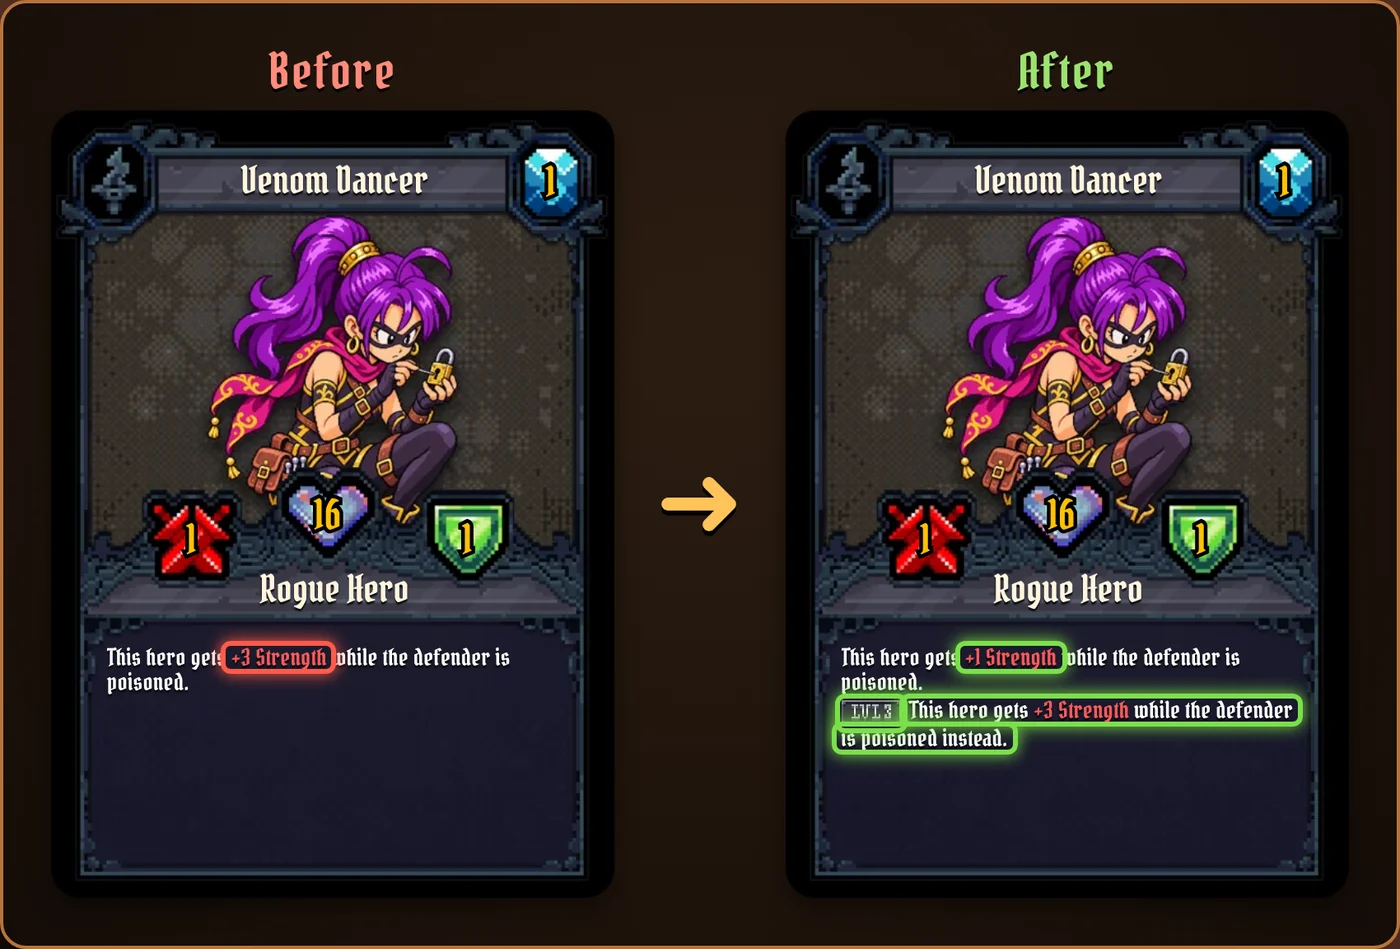 Before
After
Venom Dancer
1
1
16
1
Rogue Hero
This hero gets +3 Strength while the defender is
poisoned.
Venom Dancer
1
1
16
1
Rogue Hero
This hero gets +1 Strength while the defender is
poisoned.
LVL3 This hero gets +3 Strength while the defender
is poisoned instead.